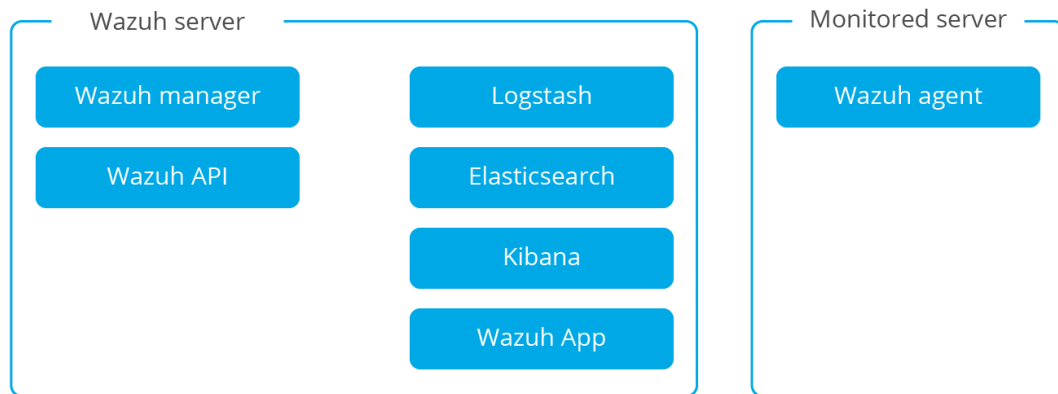 Wazuh server
Wazuh manager
Wazuh API
Logstash
Elasticsearch
Kibana
Wazuh App
Monitored server
Wazuh agent